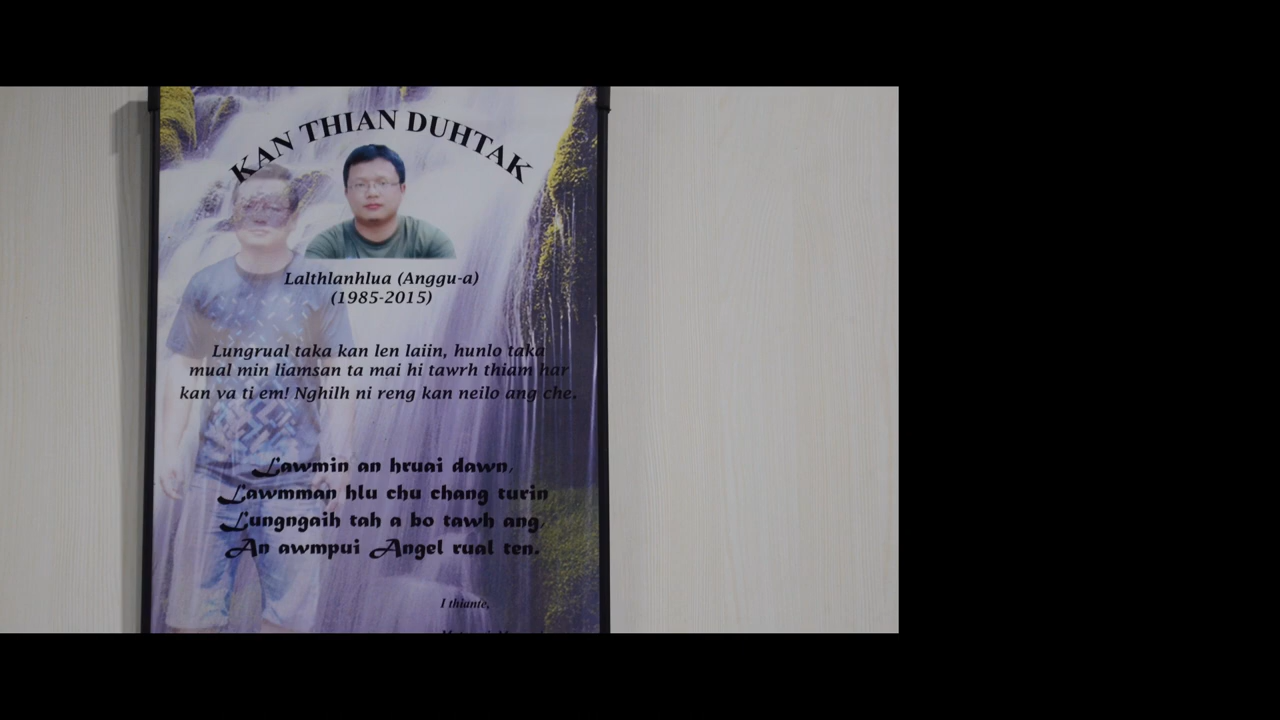 KAN THIAN DUHTAK
Lalthlanhlua (Anggu-a)
(1985-2015)
Lungrual taka kan len laiin, hunlo taka
mual min liamsan ta mai hi tawrh thiam har
kan va ti em! Nghilh ni reng kan neilo ang che.
Lawmin an hruai dawn,
Lawmman hlu chu chang turin
Lungngaih tah a bo tawh ang,
An awmpui Angel rual ten.
I thiante,